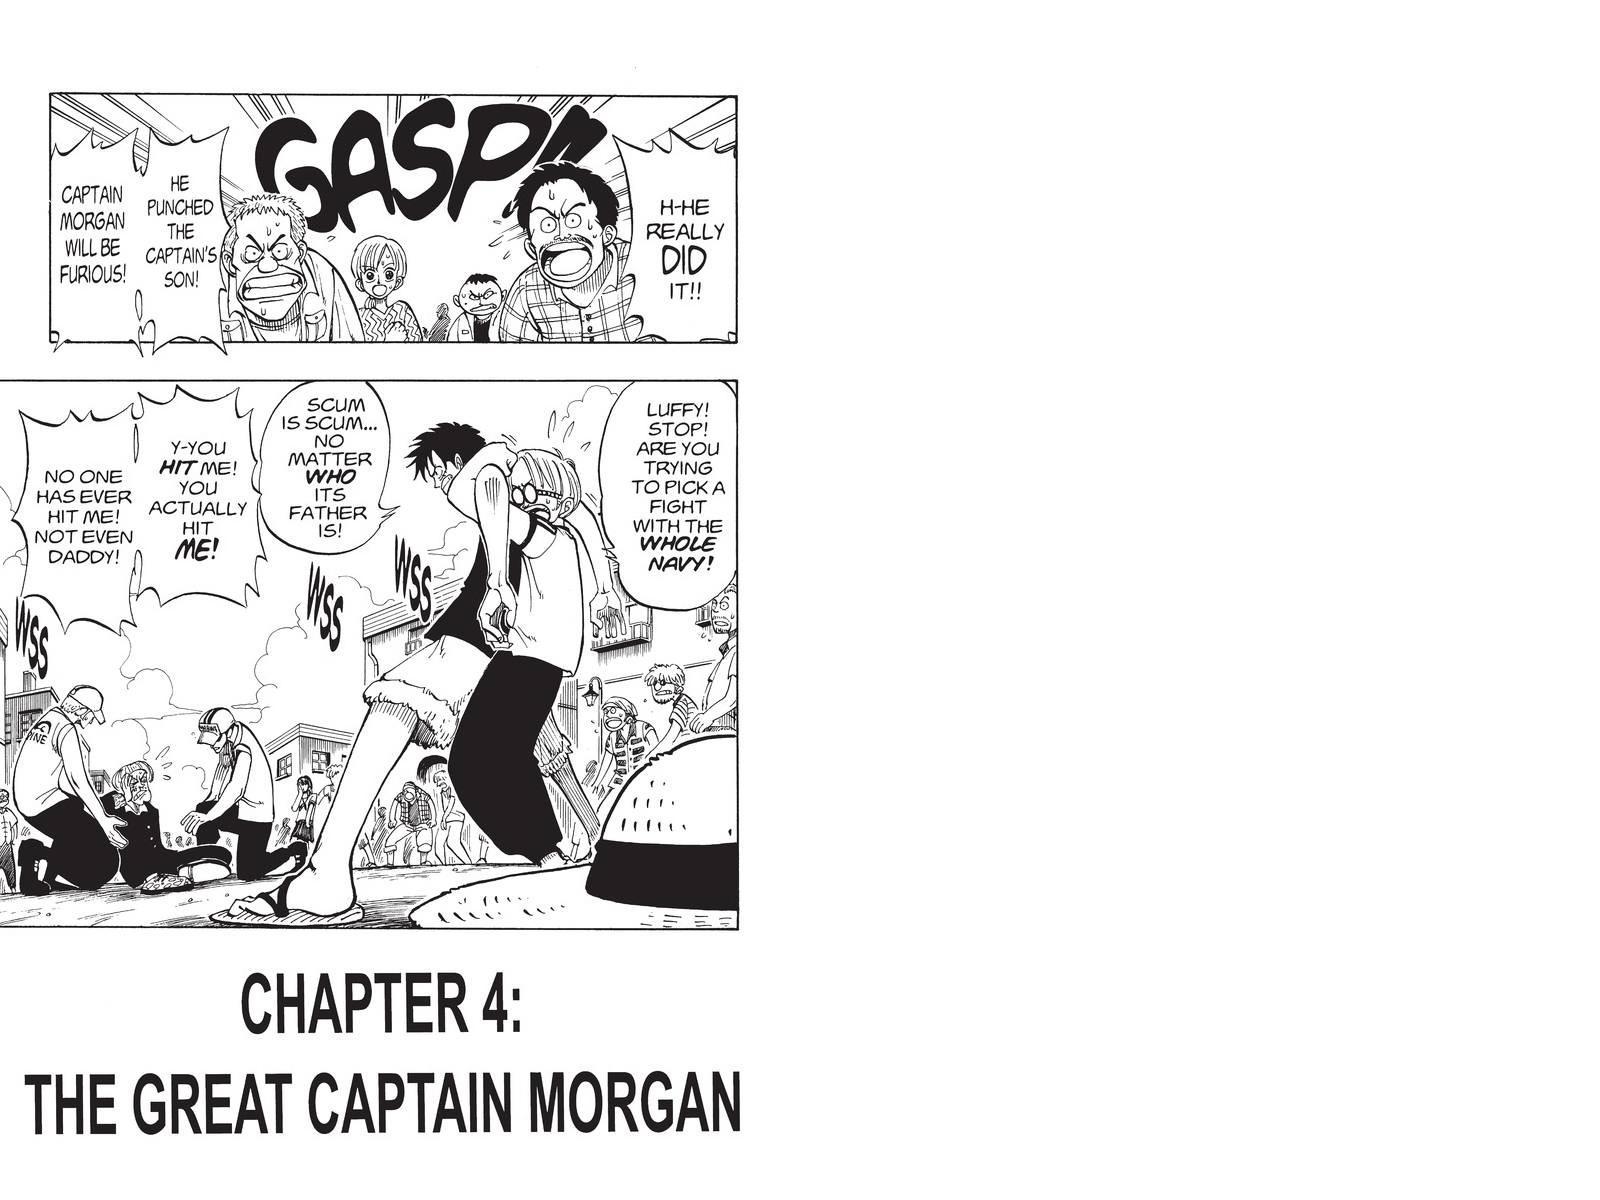 H-HE
REALLY
DID
IT!!
GASP!!
HE
PUNCHED
THE
CAPTAIN'S
SON!
CAPTAIN
MORGAN
WILL BE
FURIOUS!
LUFFY!
STOP!
ARE YOU
TRYING
TO PICK A
FIGHT
WITH THE
WHOLE
NAVY!
SCUM
IS SCUM...
NO
MATTER
WHO
ITS
FATHER
IS!
WSS
WSS
Y-YOU
HIT ME!
YOU
ACTUALLY
HIT
ME!
NO ONE
HAS EVER
HIT ME!
NOT EVEN
DADDY!
WSS
CHAPTER 4:
THE GREAT CAPTAIN MORGAN